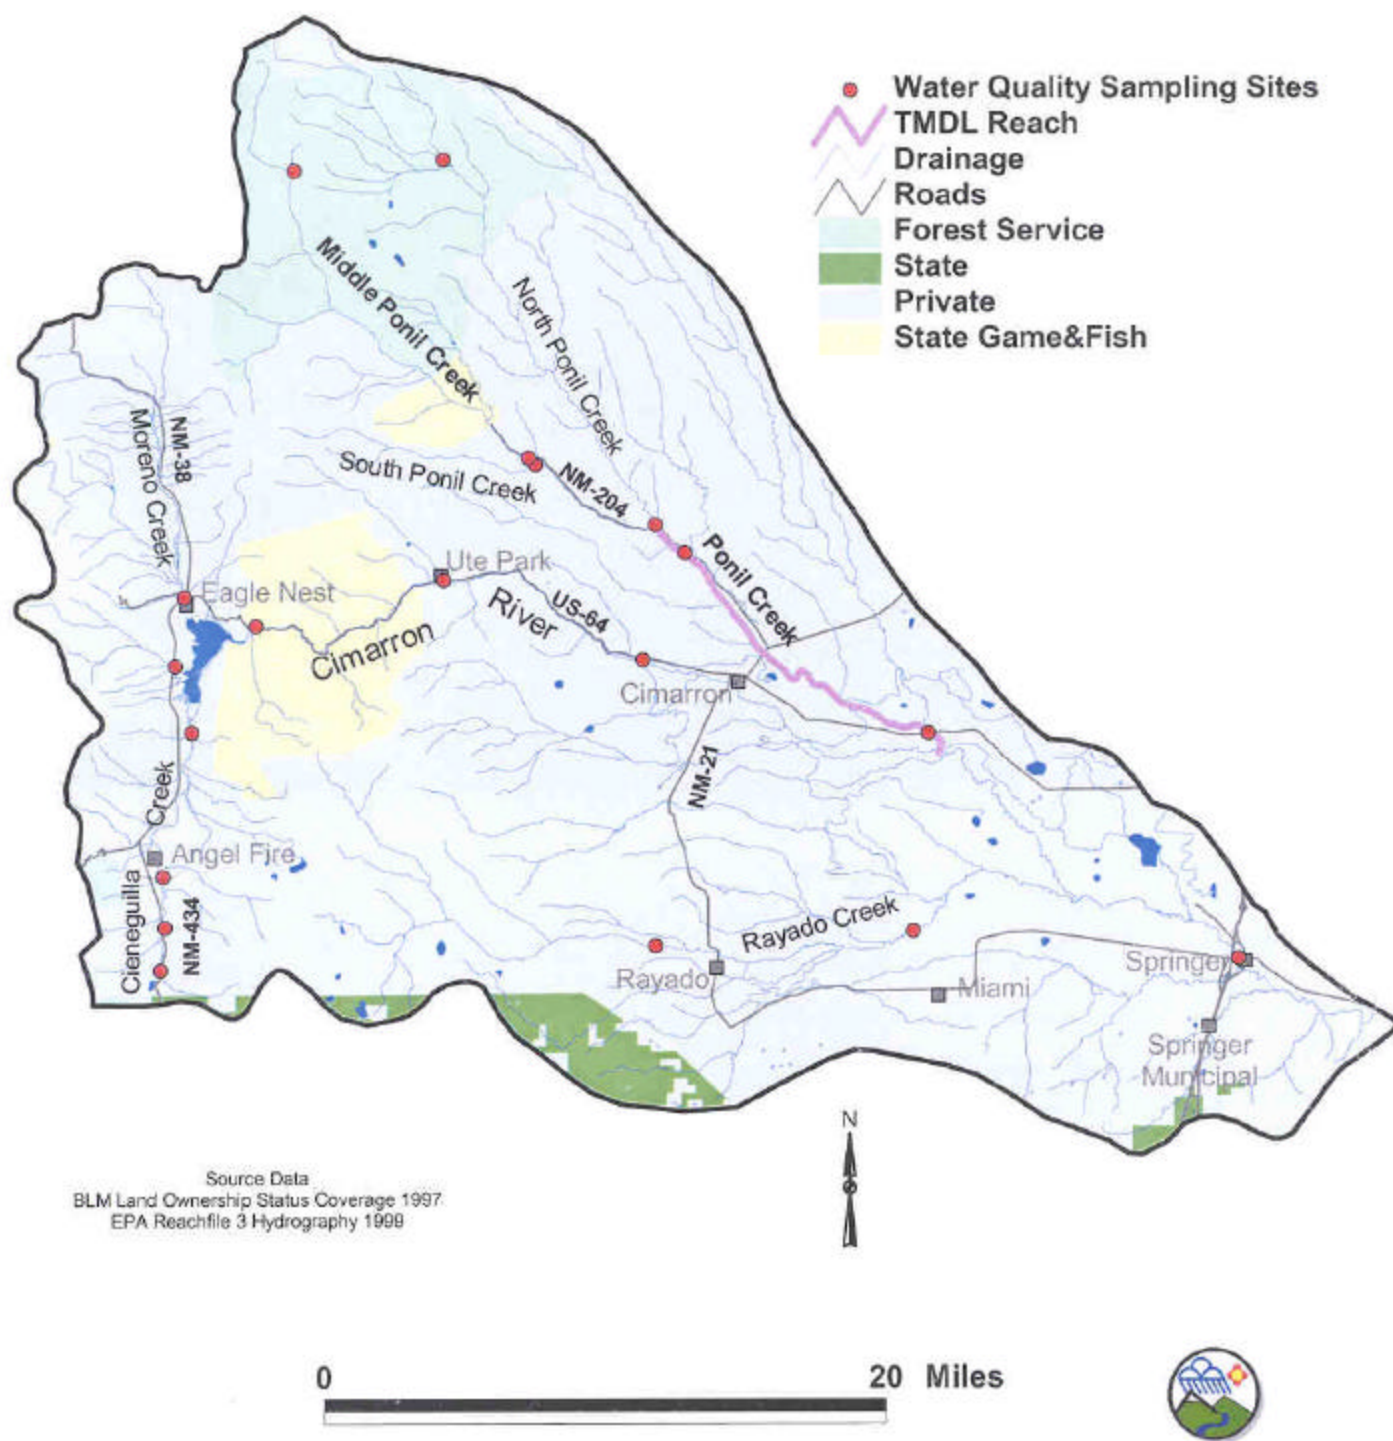 Water Quality Sampling Sites
TMDL Reach
Drainage
Roads
Forest Service
State
Private
State Game&Fish
Middle Ponil Creek
North Ponil Creek
NM-38
Moreno Creek
South Ponil Creek
NM-204
Ponil Creek
Ute Park
Eagle Nest
River
US-64
Cimarron
Cimarron
NM-21
Creek
Angel Fire
Cieneguilla
NM-434
Rayado Creek
Rayado
Miami
Springer
Springer
Municipal
N
Source Data
BLM Land Ownership Status Coverage 1997
EPA Reachfile 3 Hydrography 1999
0 20 Miles